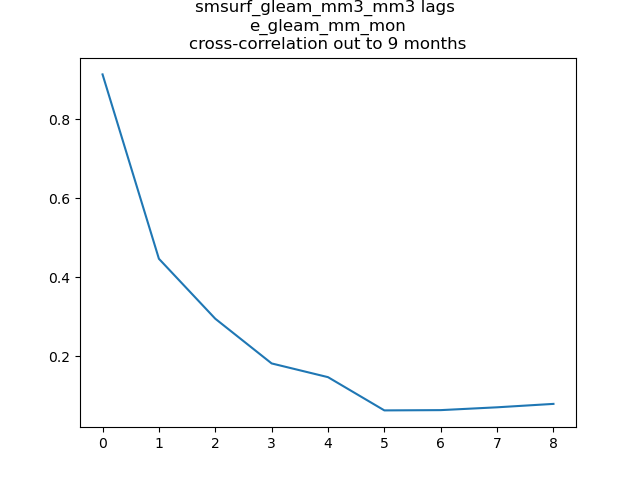 smsurf_gleam_mm3_mm3 lags
e_gleam_mm_mon
cross-correlation out to 9 months
0.8
0.6
0.4
0.2
0 1 2 3 4 5 6 7 8